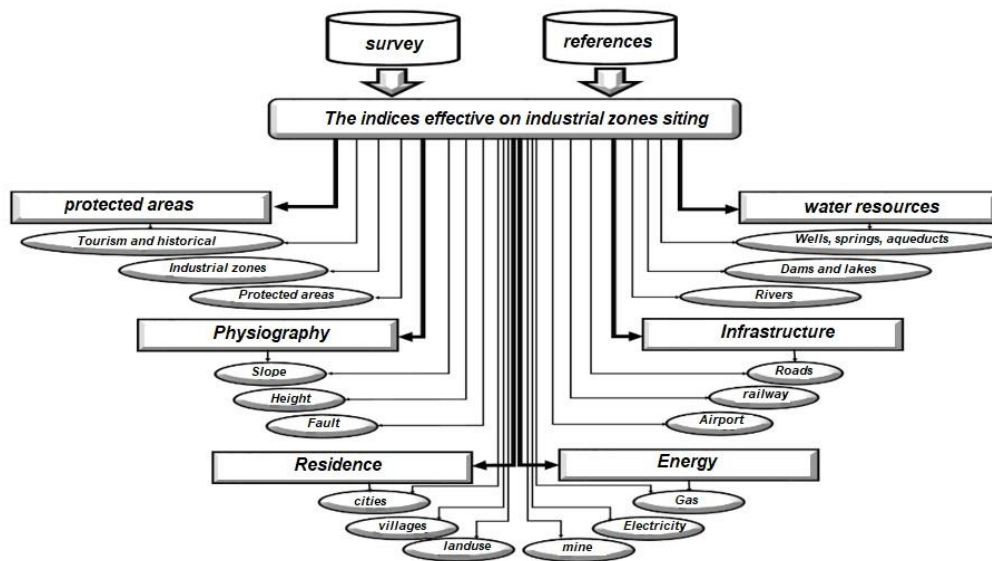 survey
references
The indices effective on industrial zones siting
protected areas
Tourism and historical
Industrial zones
Protected areas
water resources
Wells, springs, aqueducts
Dams and lakes
Rivers
Physiography
Slope
Height
Fault
Infrastructure
Roads
railway
Airport
Residence
cities
villages
landuse
Energy
Gas
Electricity
mine